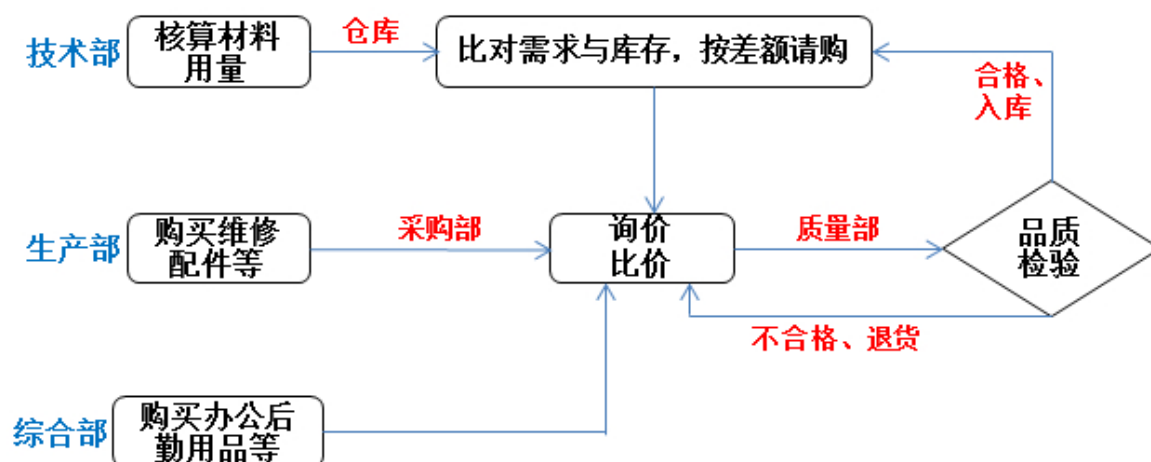 技术部
核算材料
用量
仓库
比对需求与库存，按差额请购
合格、
入库
生产部
购买维修
配件等
采购部
询价
比价
质量部
品质
检验
不合格、退货
综合部
购买办公后
勤用品等